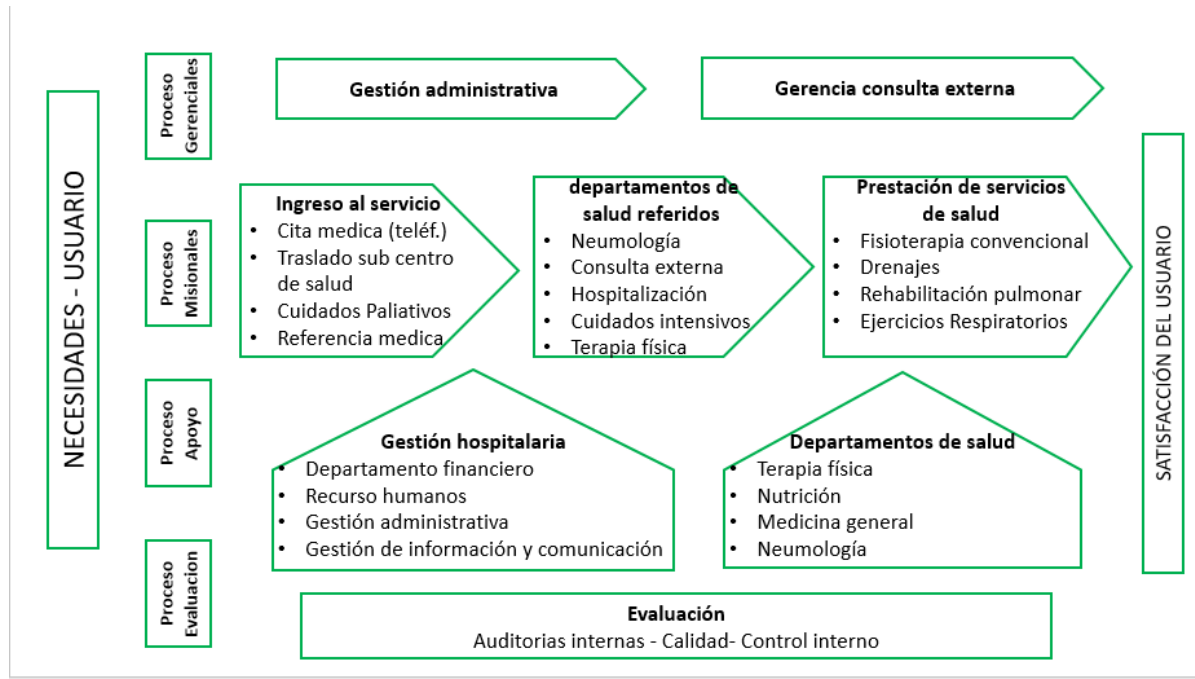 NECESIDADES - USUARIO
Proceso
Gerenciales
Gestión administrativa
Gerencia consulta externa
Proceso
Misionales
Ingreso al servicio
• Cita medica (teléf.)
• Traslado sub centro
de salud
• Cuidados Paliativos
• Referencia medica
departamentos de
salud referidos
• Neumología
• Consulta externa
• Hospitalización
• Cuidados intensivos
• Terapia física
Prestación de servicios
de salud
• Fisioterapia convencional
• Drenajes
• Rehabilitación pulmonar
• Ejercicios Respiratorios
Proceso
Apoyo
Gestión hospitalaria
• Departamento financiero
• Recurso humanos
• Gestión administrativa
• Gestión de información y comunicación
Departamentos de salud
• Terapia física
• Nutrición
• Medicina general
• Neumología
Proceso
Evaluacion
Evaluación
Auditorias internas - Calidad- Control interno
SATISFACCIÓN DEL USUARIO